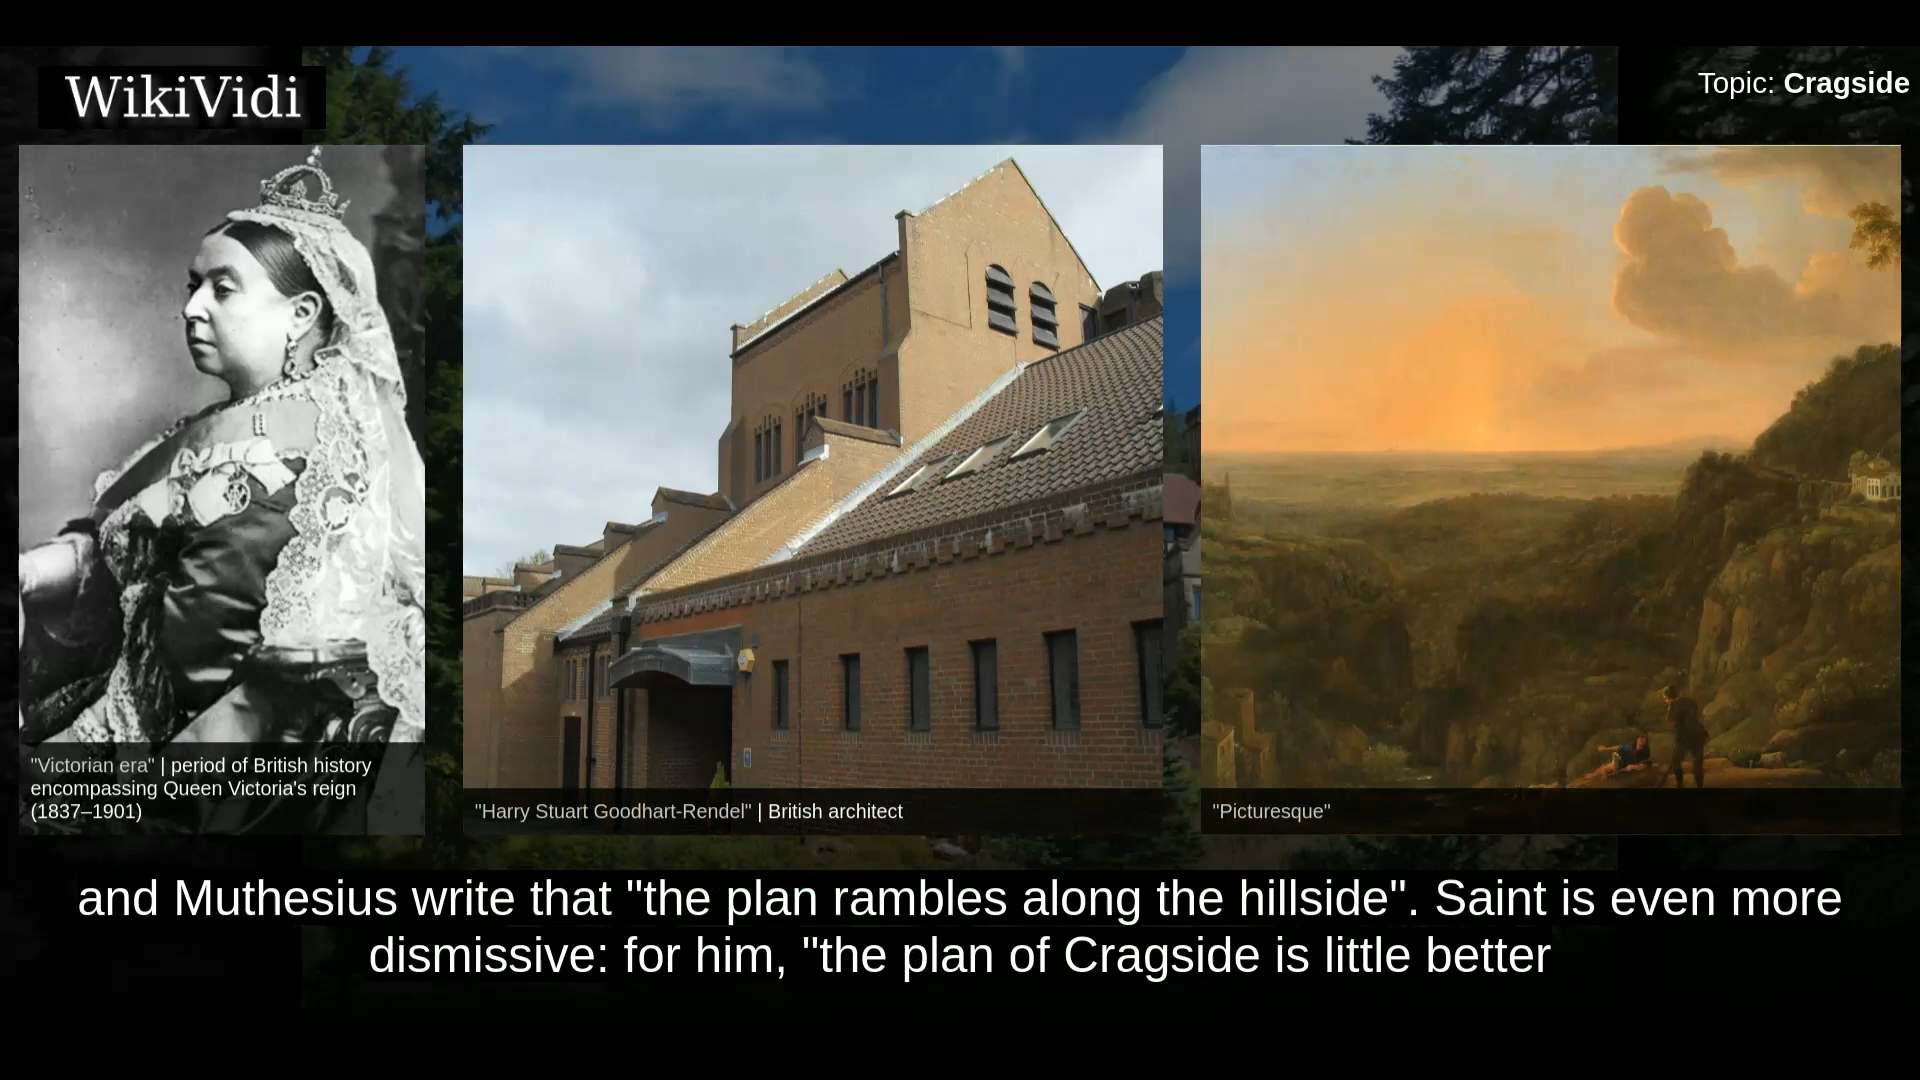 WikiVidi
Topic: Cragside
"Victorian era" | period of British history
encompassing Queen Victoria's reign
(1837–1901)
"Harry Stuart Goodhart-Rendel" | British architect
"Picturesque"
and Muthesius write that "the plan rambles along the hillside". Saint is even more
dismissive: for him, "the plan of Cragside is little better